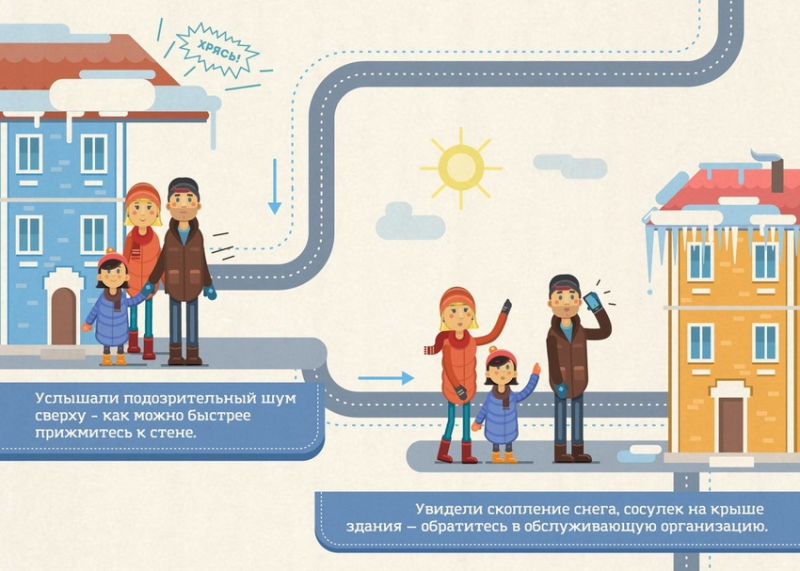 ХРЯСЬ!
Услышали подозрительный шум
сверху – как можно быстрее
прижмитесь к стене.
Увидели скопление снега, сосулек на крыше
здания — обратитесь в обслуживающую организацию.